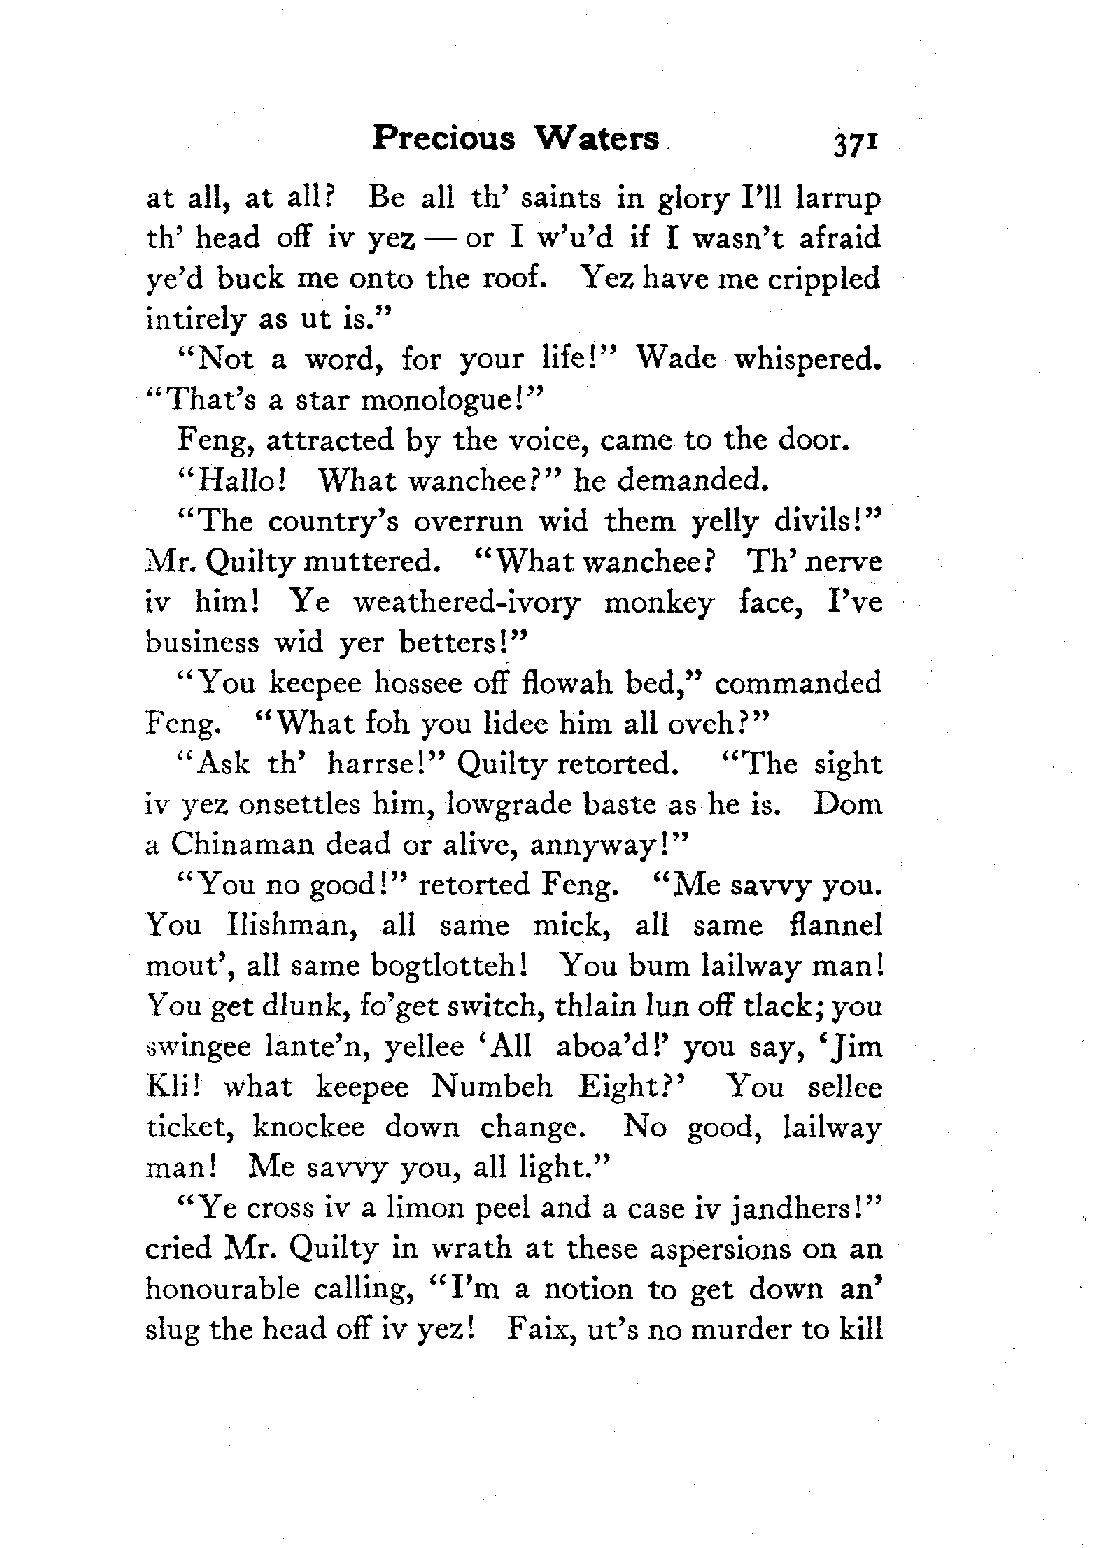 Precious Waters 371
at all, at all? Be all th' saints in glory I'll larrup
th' head off iv yez — or I w'u'd if I wasn't afraid
ye'd buck me onto the roof. Yez have me crippled
intirely as ut is."
"Not a word, for your life!" Wade whispered.
"That's a star monologue!"
Feng, attracted by the voice, came to the door.
"Hallo! What wanchee?" he demanded.
"The country's overrun wid them yelly divils!"
Mr. Quilty muttered. "What wanchee? Th' nerve
iv him! Ye weathered-ivory monkey face, I've
business wid yer betters!"
"You keepee hossee off flowah bed," commanded
Feng. "What foh you lidee him all oveh?"
"Ask th' harrse!" Quilty retorted. "The sight
iv yez onsettles him, lowgrade baste as he is. Dom
a Chinaman dead or alive, annyway!"
"You no good!" retorted Feng. "Me savvy you.
You Ilishman, all same mick, all same flannel
mout', all same bogtlotteh! You bum lailway man!
You get dlunk, fo'get switch, thlain lun off tlack; you
swingee lante'n, yellee 'All aboa'd!' you say, 'Jim
Kli! what keepee Numbeh Eight?' You sellee
ticket, knockee down change. No good, lailway
man! Me savvy you, all light."
"Ye cross iv a limon peel and a case iv jandhers!"
cried Mr. Quilty in wrath at these aspersions on an
honourable calling, "I'm a notion to get down an'
slug the head off iv yez! Faix, ut's no murder to kill